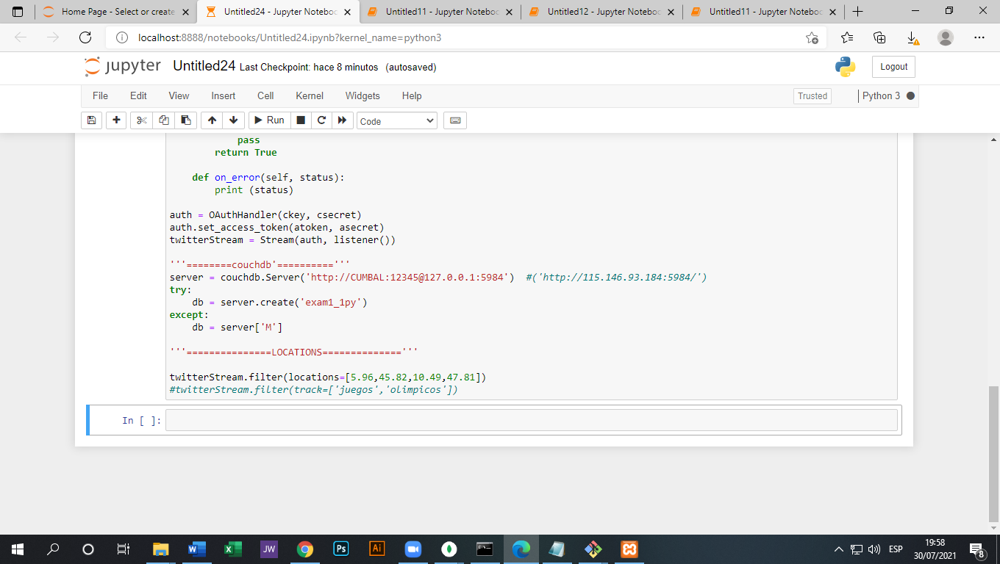 Home Page - Select or create
Untitled24 - Jupyter Notebooc
Untitled11 - Jupyter Noteboo
Untitled12 - Jupyter Noteboc
Untitled11 - Jupyter Notebooc
localhost:8888/notebooks/Untitled24.ipynb?kernel_name=python3
jupyter Untitled24 Last Checkpoint: hace 8 minutos (autosaved)
Logout
File Edit View Insert Cell Kernel Widgets Help
Trusted
Python 3
Run
Code
pass
return True
def on_error(self, status):
print (status)
auth = OAuthHandler(ckey, csecret)
auth.set_access_token(atoken, asecret)
twitterStream = Stream(auth, listener())
'''========couchdb'=========='''
server = couchdb.Server('http://CUMBAL:12345@127.0.0.1:5984') #('http://115.146.93.184:5984/')
try:
db = server.create('exam1_1py')
except:
db = server['M']
'''===============LOCATIONS=============='''
twitterStream.filter(locations=[5.96,45.82,10.49,47.81])
#twitterStream.filter(track=['juegos','olimpicos'])
In [ ]:
JW
Ps
Ai
ESP
19:58
30/07/2021
8